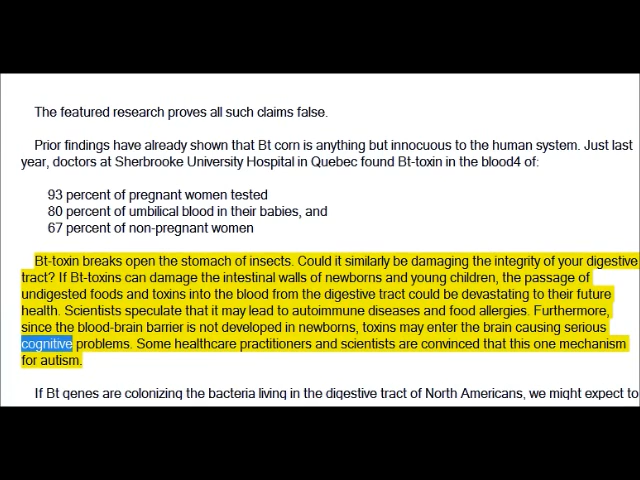 The featured research proves all such claims false.
Prior findings have already shown that Bt corn is anything but innocuous to the human system. Just last
year, doctors at Sherbrooke University Hospital in Quebec found Bt-toxin in the blood4 of:
93 percent of pregnant women tested
80 percent of umbilical blood in their babies, and
67 percent of non-pregnant women
Bt-toxin breaks open the stomach of insects. Could it similarly be damaging the integrity of your digestive
tract? If Bt-toxins can damage the intestinal walls of newborns and young children, the passage of
undigested foods and toxins into the blood from the digestive tract could be devastating to their future
health. Scientists speculate that it may lead to autoimmune diseases and food allergies. Furthermore,
since the blood-brain barrier is not developed in newborns, toxins may enter the brain causing serious
cognitive problems. Some healthcare practitioners and scientists are convinced that this one mechanism
for autism.
If Bt genes are colonizing the bacteria living in the digestive tract of North Americans, we might expect to